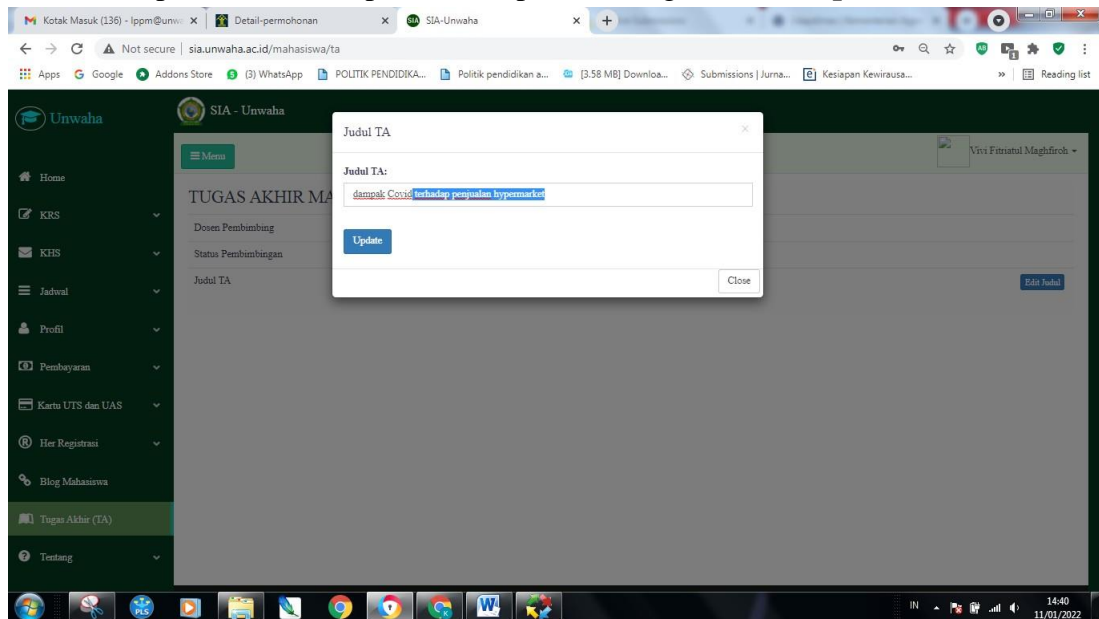 Kotak Masuk (136) - lppm@unw
Detail-permohonan
SIA-Unwaha
Not secure | sia.unwaha.ac.id/mahasiswa/ta
Apps
Google
Addons Store
(3) WhatsApp
POLITIK PENDIDIKA...
Politik pendidikan a...
[3.58 MB] Downloa...
Submissions | Jurna...
Kesiapan Kewirausa...
»
Reading list
Unwaha
SIA - Unwaha
Menu
Vivi Fitriatul Maghfiroh
Home
KRS
KHS
Jadwal
Profil
Pembayaran
Kartu UTS dan UAS
Her Registrasi
Blog Mahasiswa
Tugas Akhir (TA)
Tentang
TUGAS AKHIR MA
Dosen Pembimbing
Status Pembimbingan
Judul TA
Edit Judul
Judul TA
×
Judul TA:
dampak Covid terhadap penjualan hypermarket
Update
Close
PLS
IN
14:40
11/01/2022